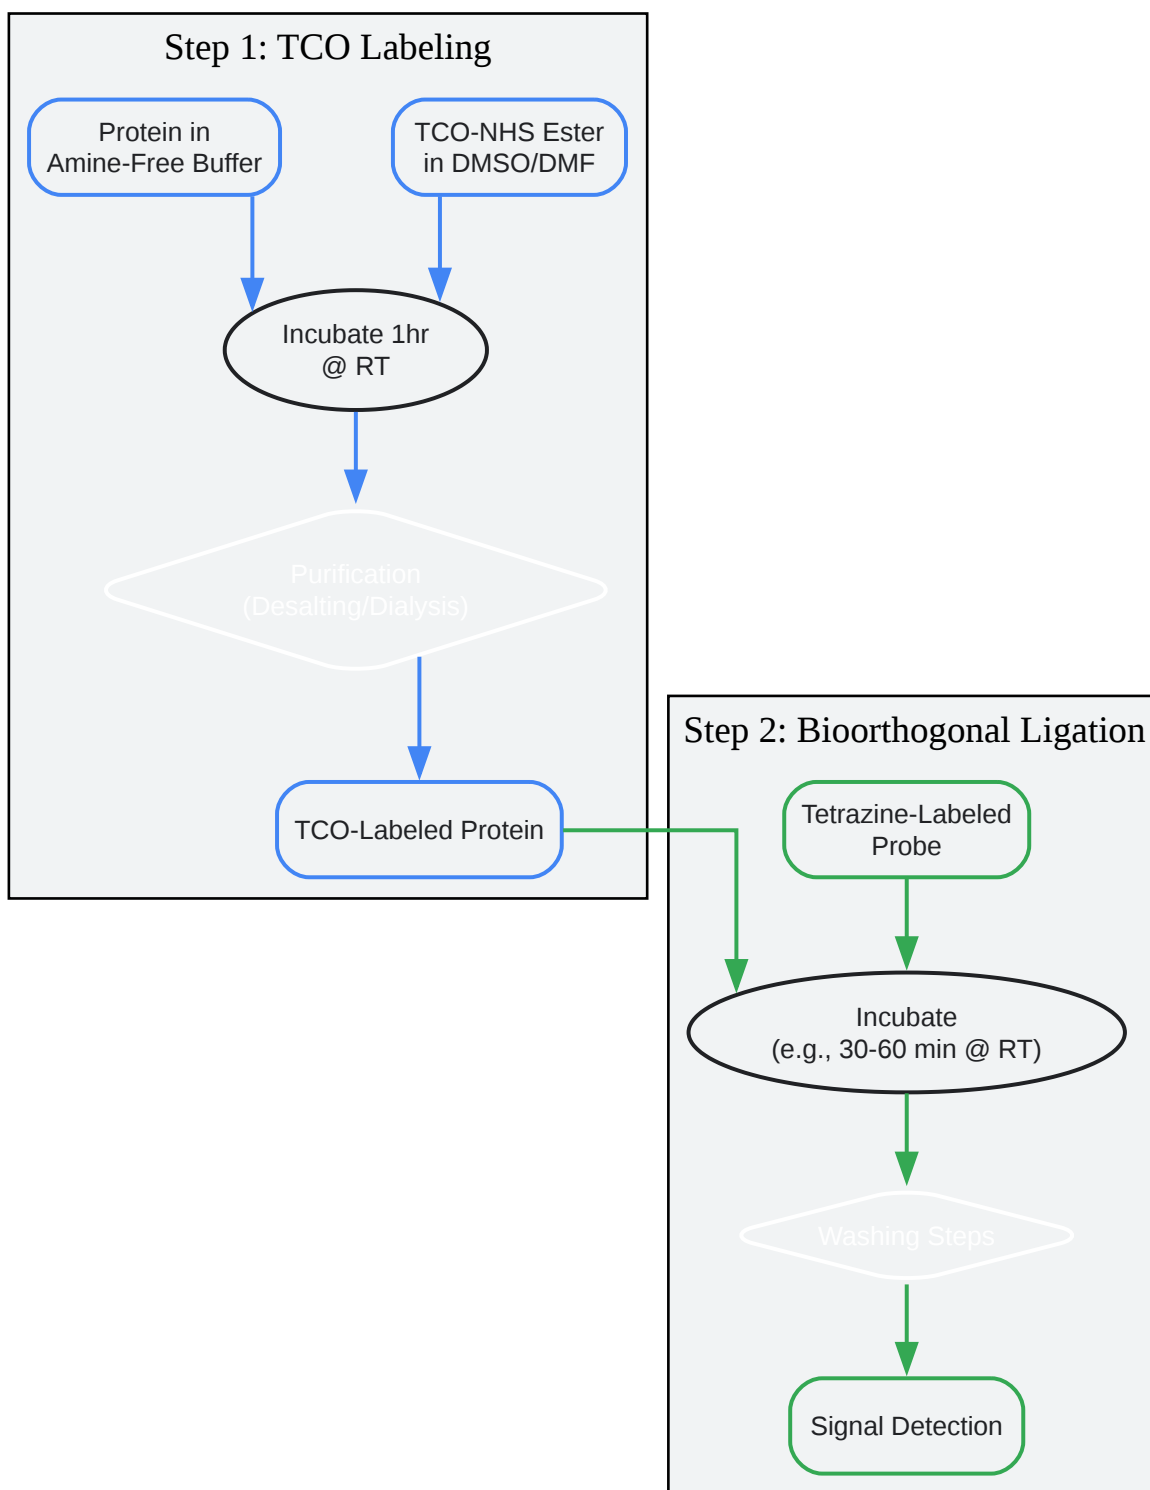 Step 1: TCO Labeling
Protein in
Amine-Free Buffer
TCO-NHS Ester
in DMSO/DMF
Incubate 1hr
@ RT
Purification
(Desalting/Dialysis)
TCO-Labeled Protein
Step 2: Bioorthogonal Ligation
Tetrazine-Labeled
Probe
Incubate
(e.g., 30-60 min @ RT)
Washing Steps
Signal Detection